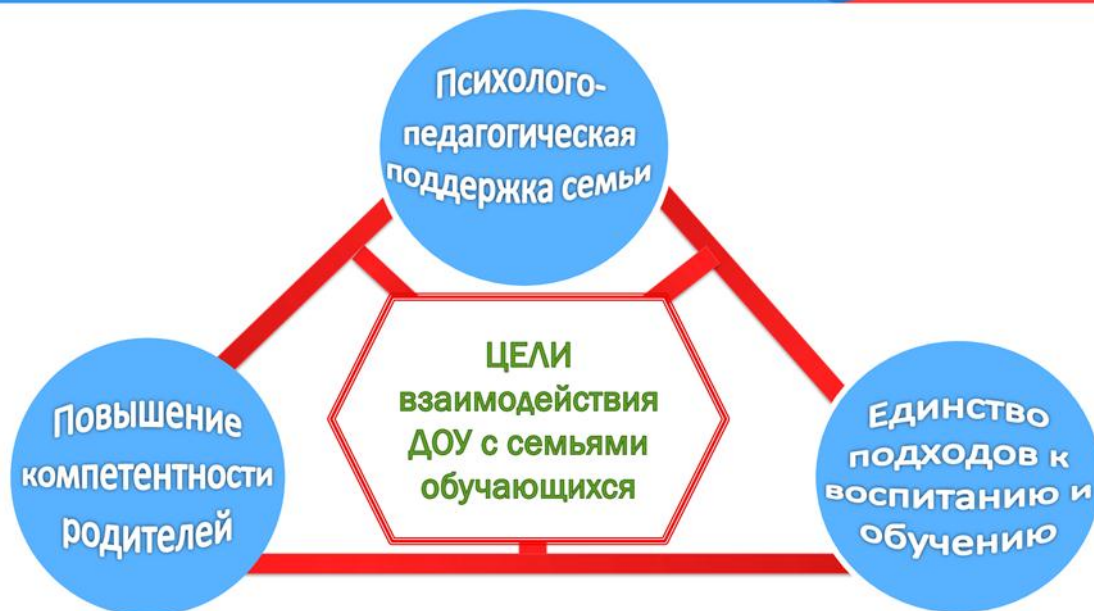 Психолого-
педагогическая
поддержка семьи
ЦЕЛИ
взаимодействия
ДОУ с семьями
обучающихся
Повышение
компетентности
родителей
Единство
подходов к
воспитанию и
обучению